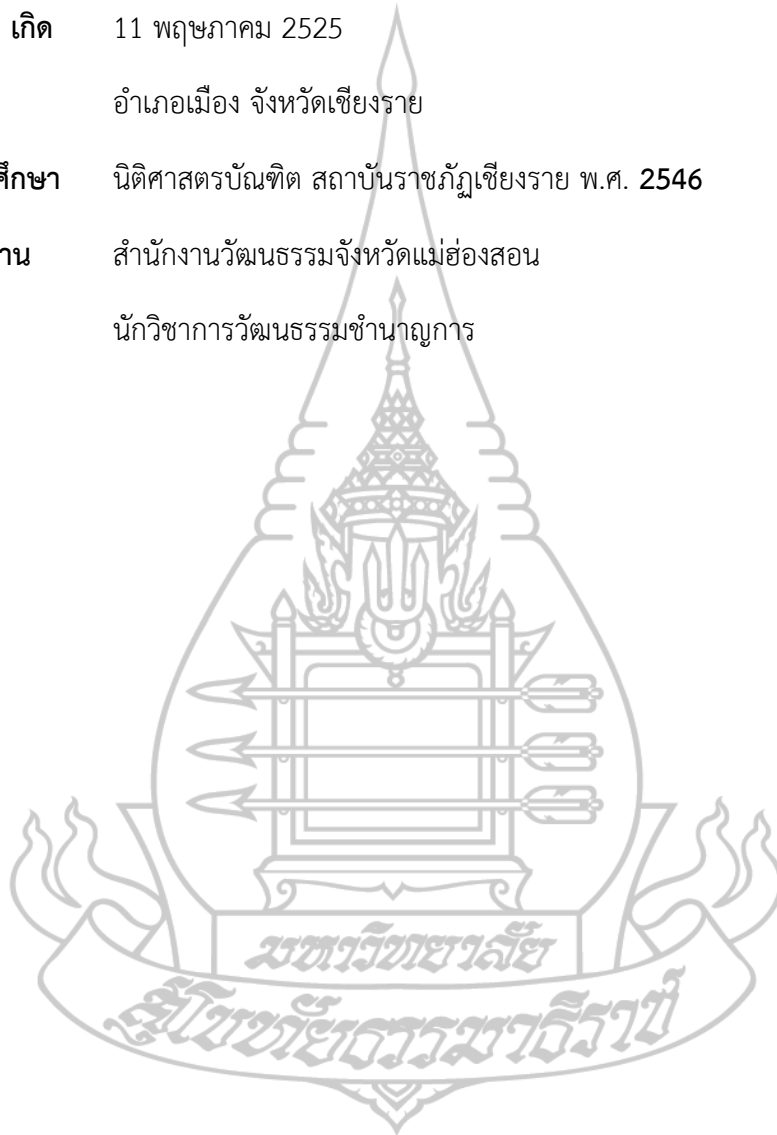 เกิด 11 พฤษภาคม 2525
อำเภอเมือง จังหวัดเชียงราย
ศึกษา นิติศาสตรบัณฑิต สถาบันราชภัฏเชียงราย พ.ศ. 2546
าน สำนักงานวัฒนธรรมจังหวัดแม่ฮ่องสอน
นักวิชาการวัฒนธรรมชำนาญการ
มหาวิทยาลัย
สุโขทัยธรรมาธิราช